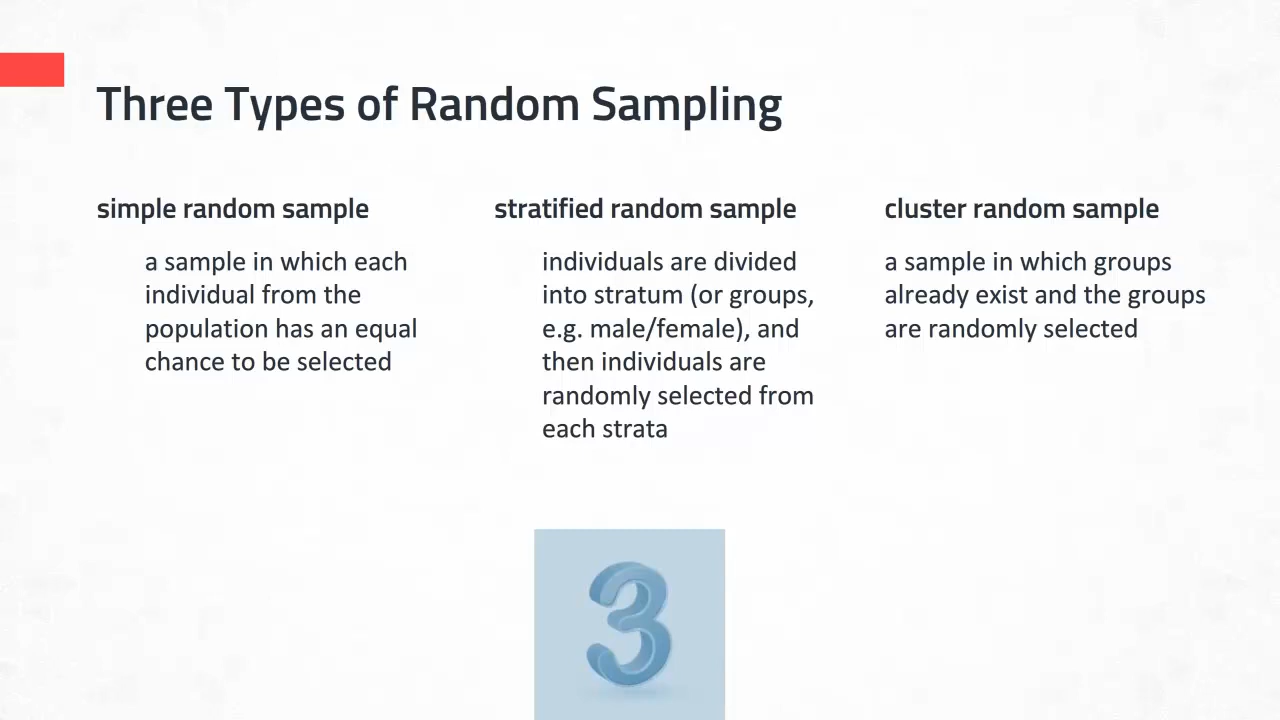 Three Types of Random Sampling
simple random sample
a sample in which each
individual from the
population has an equal
chance to be selected
stratified random sample
individuals are divided
into stratum (or groups,
e.g. male/female), and
then individuals are
randomly selected from
each strata
cluster random sample
a sample in which groups
already exist and the groups
are randomly selected
3